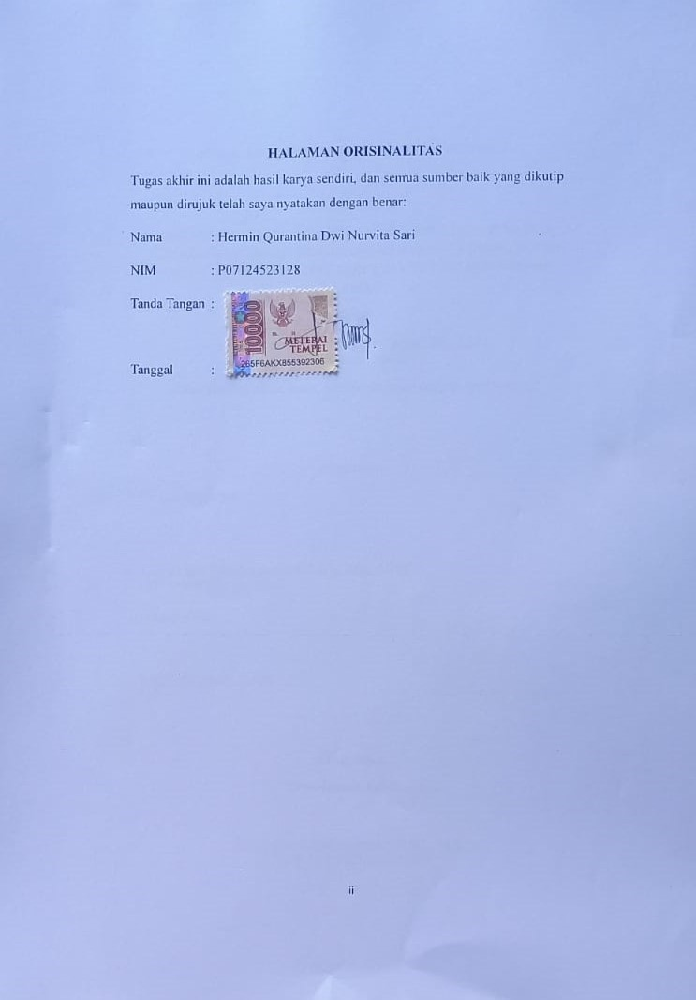 HALAMAN ORISINALITAS
Tugas akhir ini adalah hasil karya sendiri, dan semua sumber baik yang dikutip
maupun dirujuk telah saya nyatakan dengan benar:
Nama : Hermin Qurantina Dwi Nurvita Sari
NIM : P07124523128
Tanda Tangan :
10000
METERAI
TEMPEL
265F6AKX855392306
Tanggal :
ii